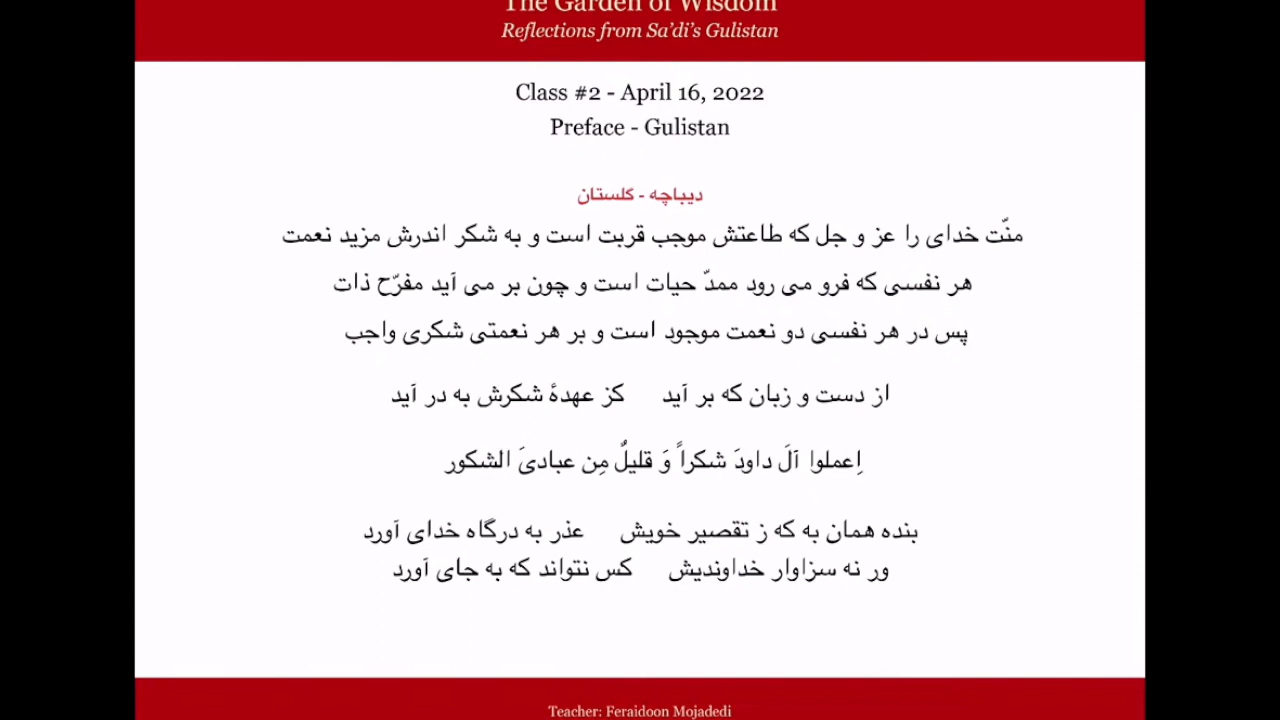 The Garden of Wisdom
Reflections from Sa'di's Gulistan
Class #2 - April 16, 2022
Preface - Gulistan
دیباچه - گلستان
منّت خدای را عز و جل که طاعتش موجب قربت است و به شکر اندرش مزید نعمت
هر نفسی که فرو می رود ممدّ حیات است و چون بر می آید مفرّح ذات
پس در هر نفسی دو نعمت موجود است و بر هر نعمتی شکری واجب
از دست و زبان که بر آید کز عهدهٔ شکرش به در آید
اِعملوا آلَ داودَ شکراً وَ قلیلٌ مِن عبادیَ الشکور
بنده همان به که ز تقصیر خویش عذر به درگاه خدای آورد
ور نه سزاوار خداوندیش کس نتواند که به جای آورد
Teacher: Feraidoon Mojadedi